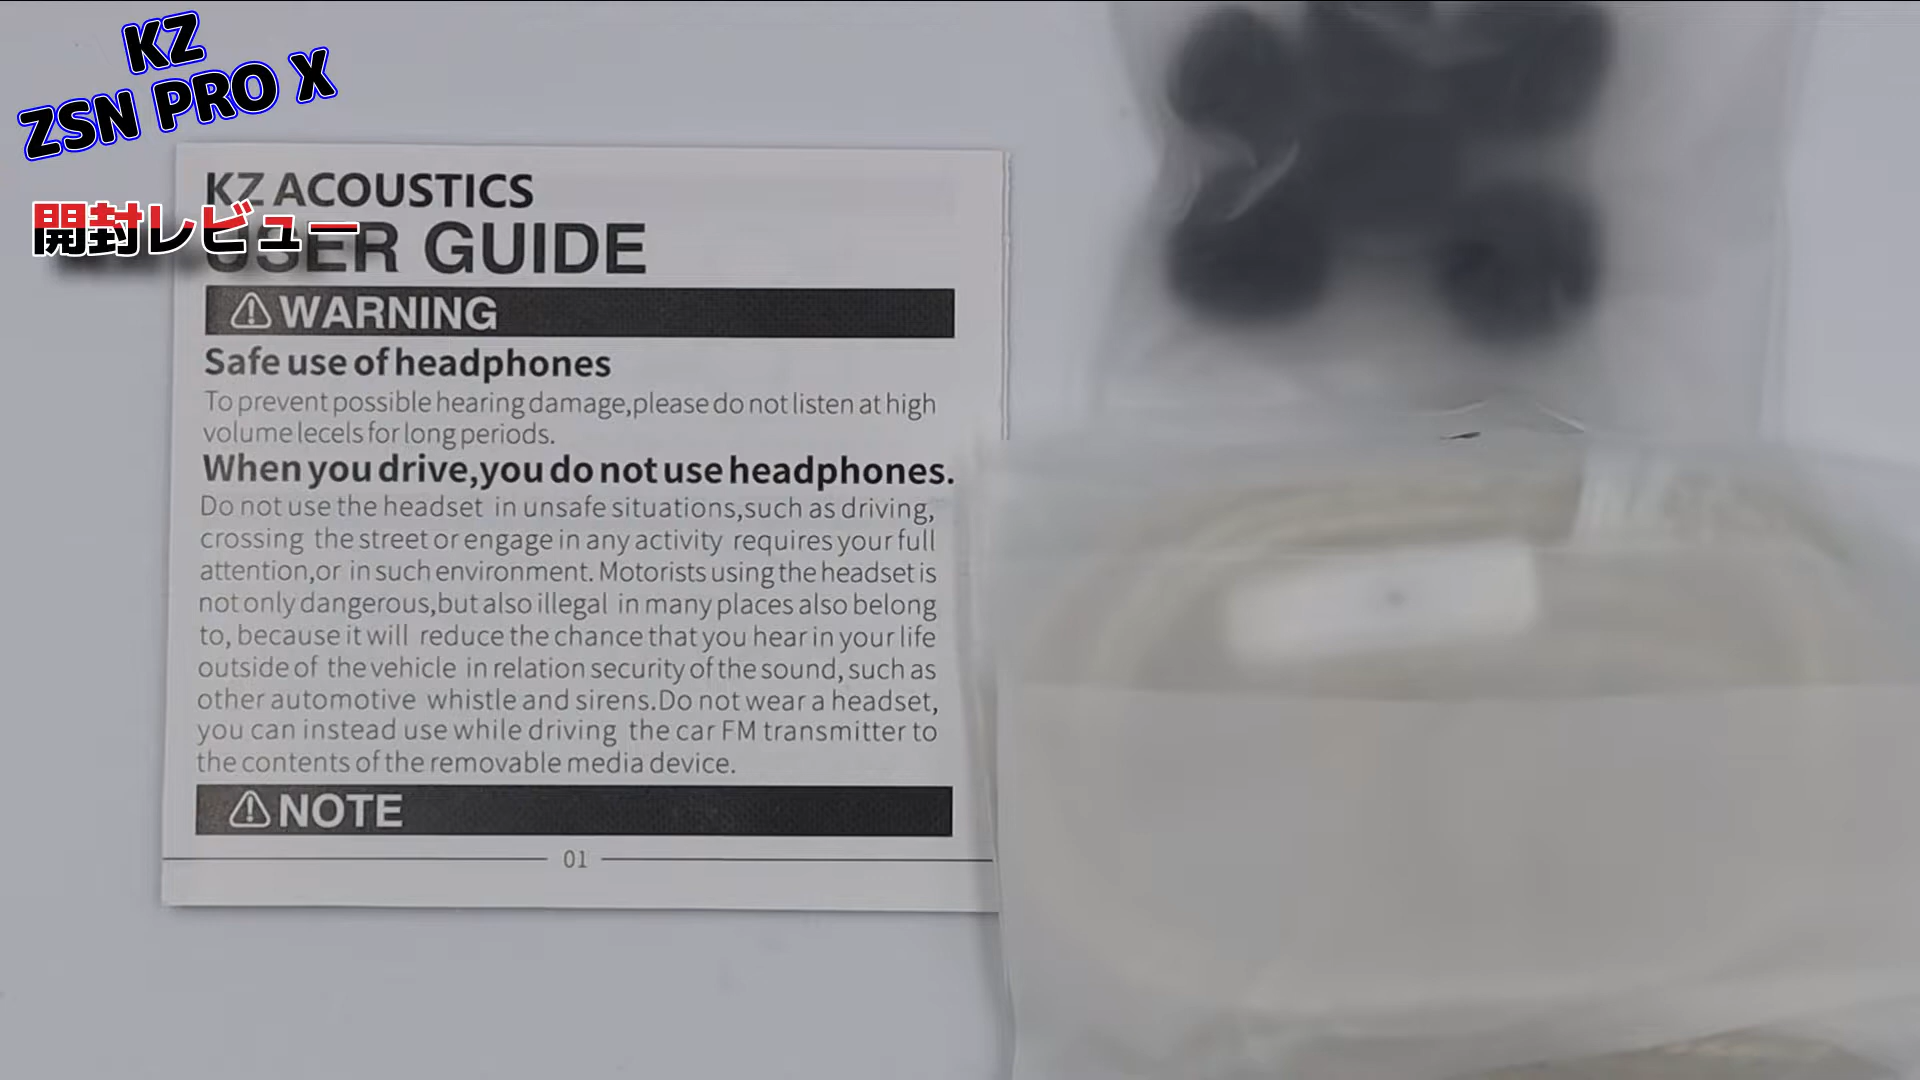 KZ
ZSN PRO X
開封レビュー
KZ ACOUSTICS
USER GUIDE
⚠WARNING
Safe use of headphones
To prevent possible hearing damage,please do not listen at high
volume lecels for long periods.
When you drive,you do not use headphones.
Do not use the headset in unsafe situations,such as driving,
crossing the street or engage in any activity requires your full
attention,or in such environment. Motorists using the headset is
not only dangerous,but also illegal in many places also belong
to, because it will reduce the chance that you hear in your life
outside of the vehicle in relation security of the sound, such as
other automotive whistle and sirens.Do not wear a headset,
you can instead use while driving the car FM transmitter to
the contents of the removable media device.
⚠NOTE
01